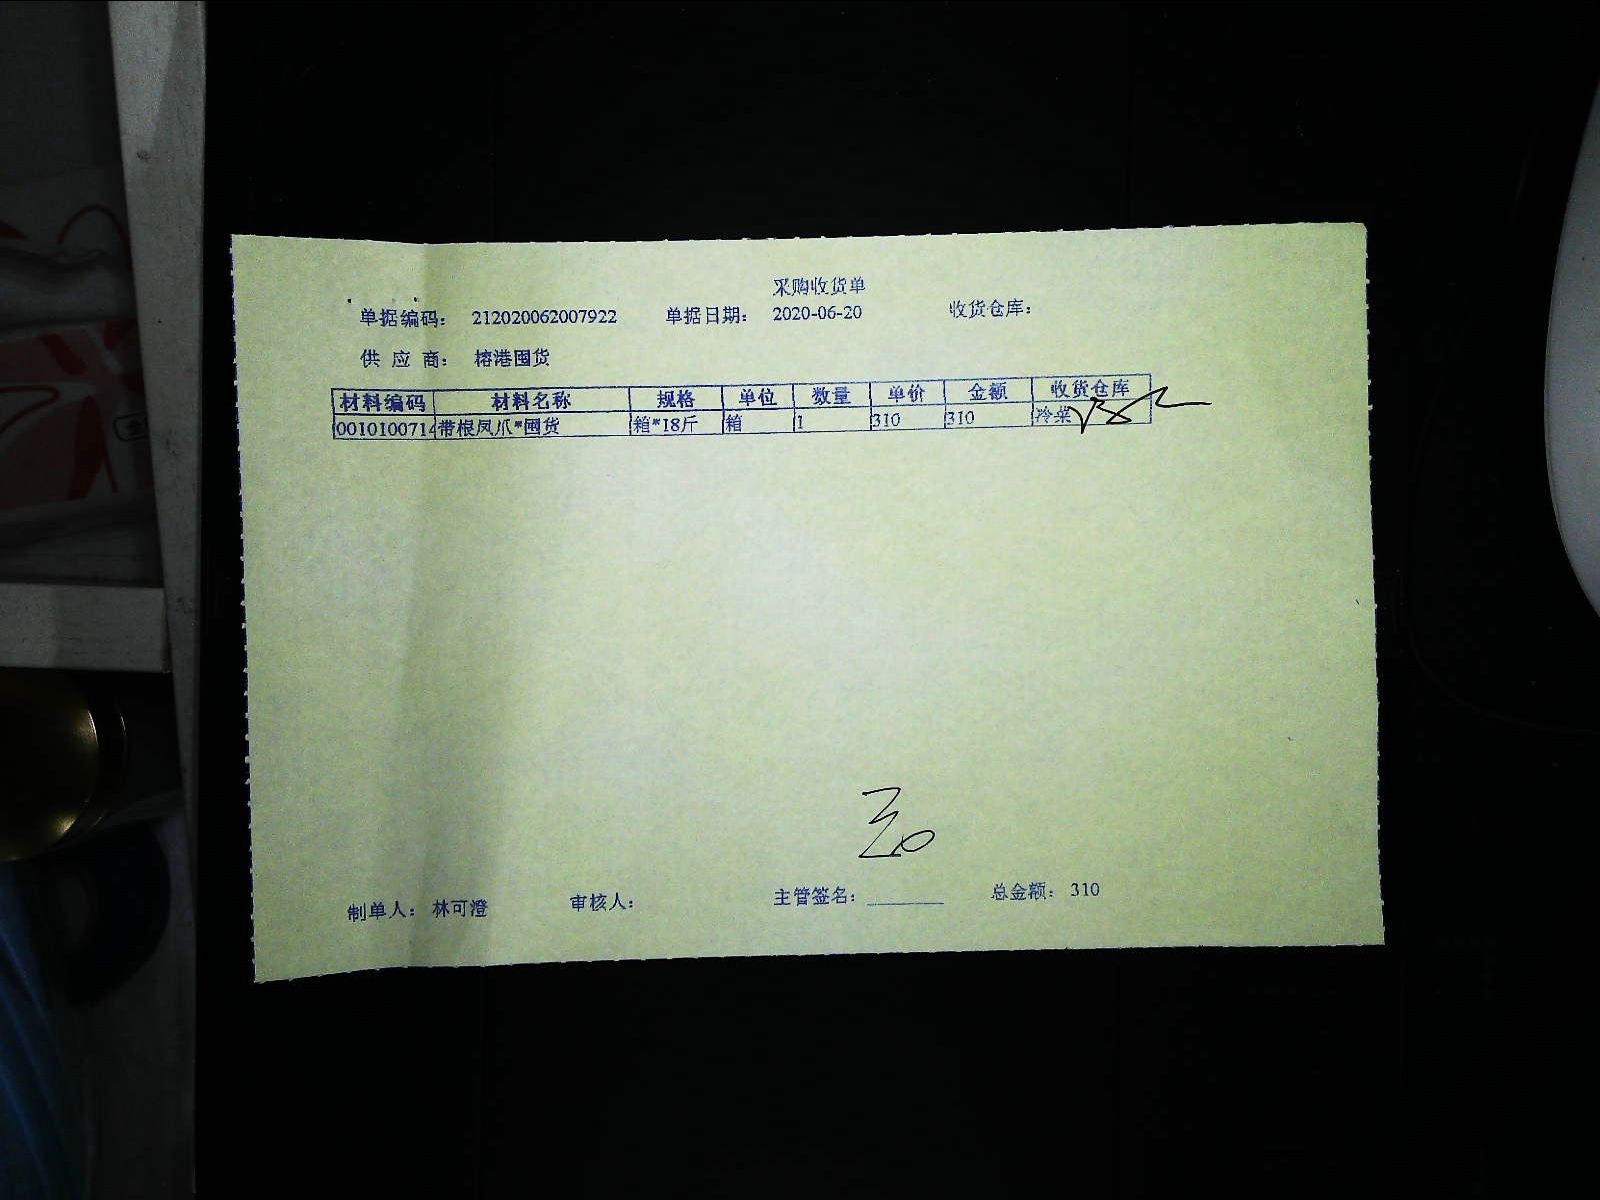 采购收货单
单据编码： 212020062007922 单据日期： 2020-06-20 收货仓库：
供 应 商： 榕港囤货
材料编码 材料名称 规格 单位 数量 单价 金额 收货仓库
0010100714 带根凤爪*囤货 箱*18斤 箱 1 310 310 冷菜
制单人： 林可澄 审核人： 主管签名： ________ 总金额： 310